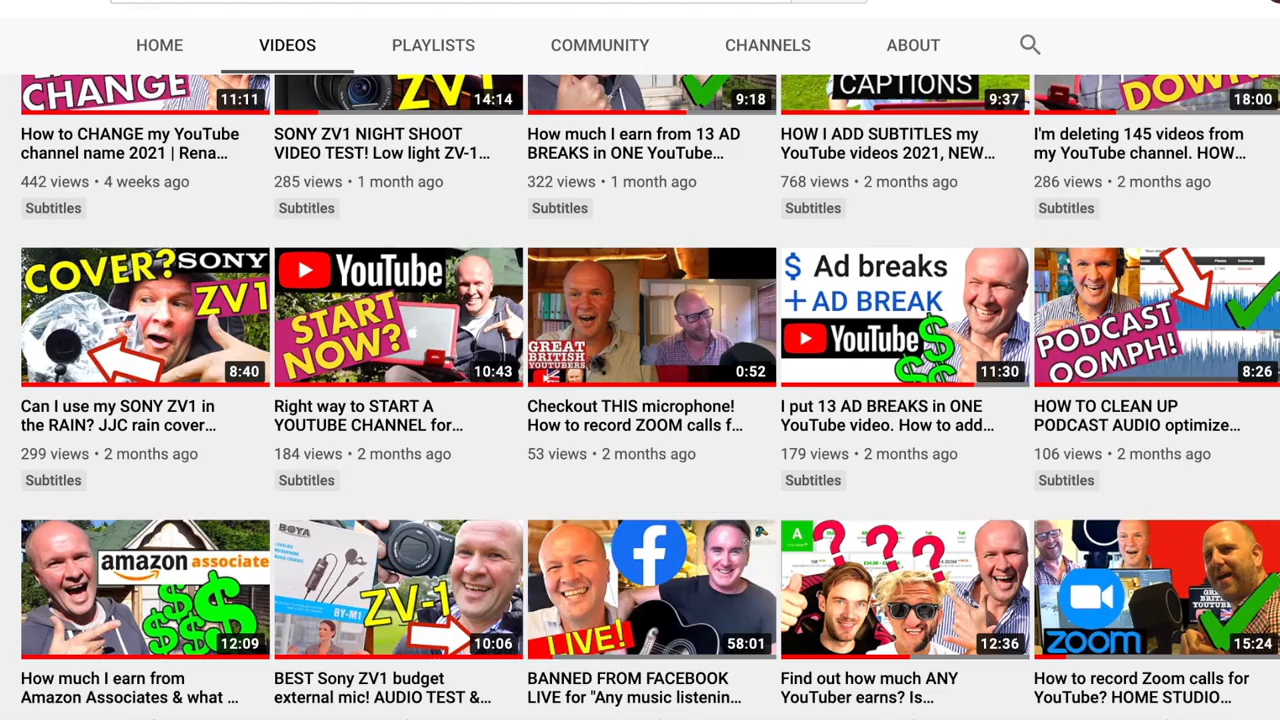 HOME VIDEOS PLAYLISTS COMMUNITY CHANNELS ABOUT
CHANGE
11:11
ZV1
14:14
9:18
CAPTIONS
9:37
DOWN
18:00
How to CHANGE my YouTube
channel name 2021 | Rena...
442 views • 4 weeks ago
Subtitles
SONY ZV1 NIGHT SHOOT
VIDEO TEST! Low light ZV-1...
285 views • 1 month ago
Subtitles
How much I earn from 13 AD
BREAKS in ONE YouTube...
322 views • 1 month ago
Subtitles
HOW I ADD SUBTITLES my
YouTube videos 2021, NEW...
768 views • 2 months ago
Subtitles
I'm deleting 145 videos from
my YouTube channel. HOW...
286 views • 2 months ago
Subtitles
COVER? SONY
ZV1
8:40
Can I use my SONY ZV1 in
the RAIN? JJC rain cover...
299 views • 2 months ago
Subtitles
YouTube
START
NOW?
10:43
Right way to START A
YOUTUBE CHANNEL for...
184 views • 2 months ago
Subtitles
GREAT
BRITISH
YOUTUBERS
0:52
Checkout THIS microphone!
How to record ZOOM calls f...
53 views • 2 months ago
$ Ad breaks
+ AD BREAK
YouTube
$
$
11:30
I put 13 AD BREAKS in ONE
YouTube video. How to add...
179 views • 2 months ago
Subtitles
PODCAST
OOMPH!
8:26
HOW TO CLEAN UP
PODCAST AUDIO optimize...
106 views • 2 months ago
Subtitles
amazon associate
$$$$
12:09
How much I earn from
Amazon Associates & what ...
BOYA
BY-M1
SONY
ZV-1
10:06
BEST Sony ZV1 budget
external mic! AUDIO TEST &...
f
LIVE!
58:01
BANNED FROM FACEBOOK
LIVE for "Any music listenin...
A
???
12:36
Find out how much ANY
YouTuber earns? Is...
zoom
15:24
How to record Zoom calls for
YouTube? HOME STUDIO...